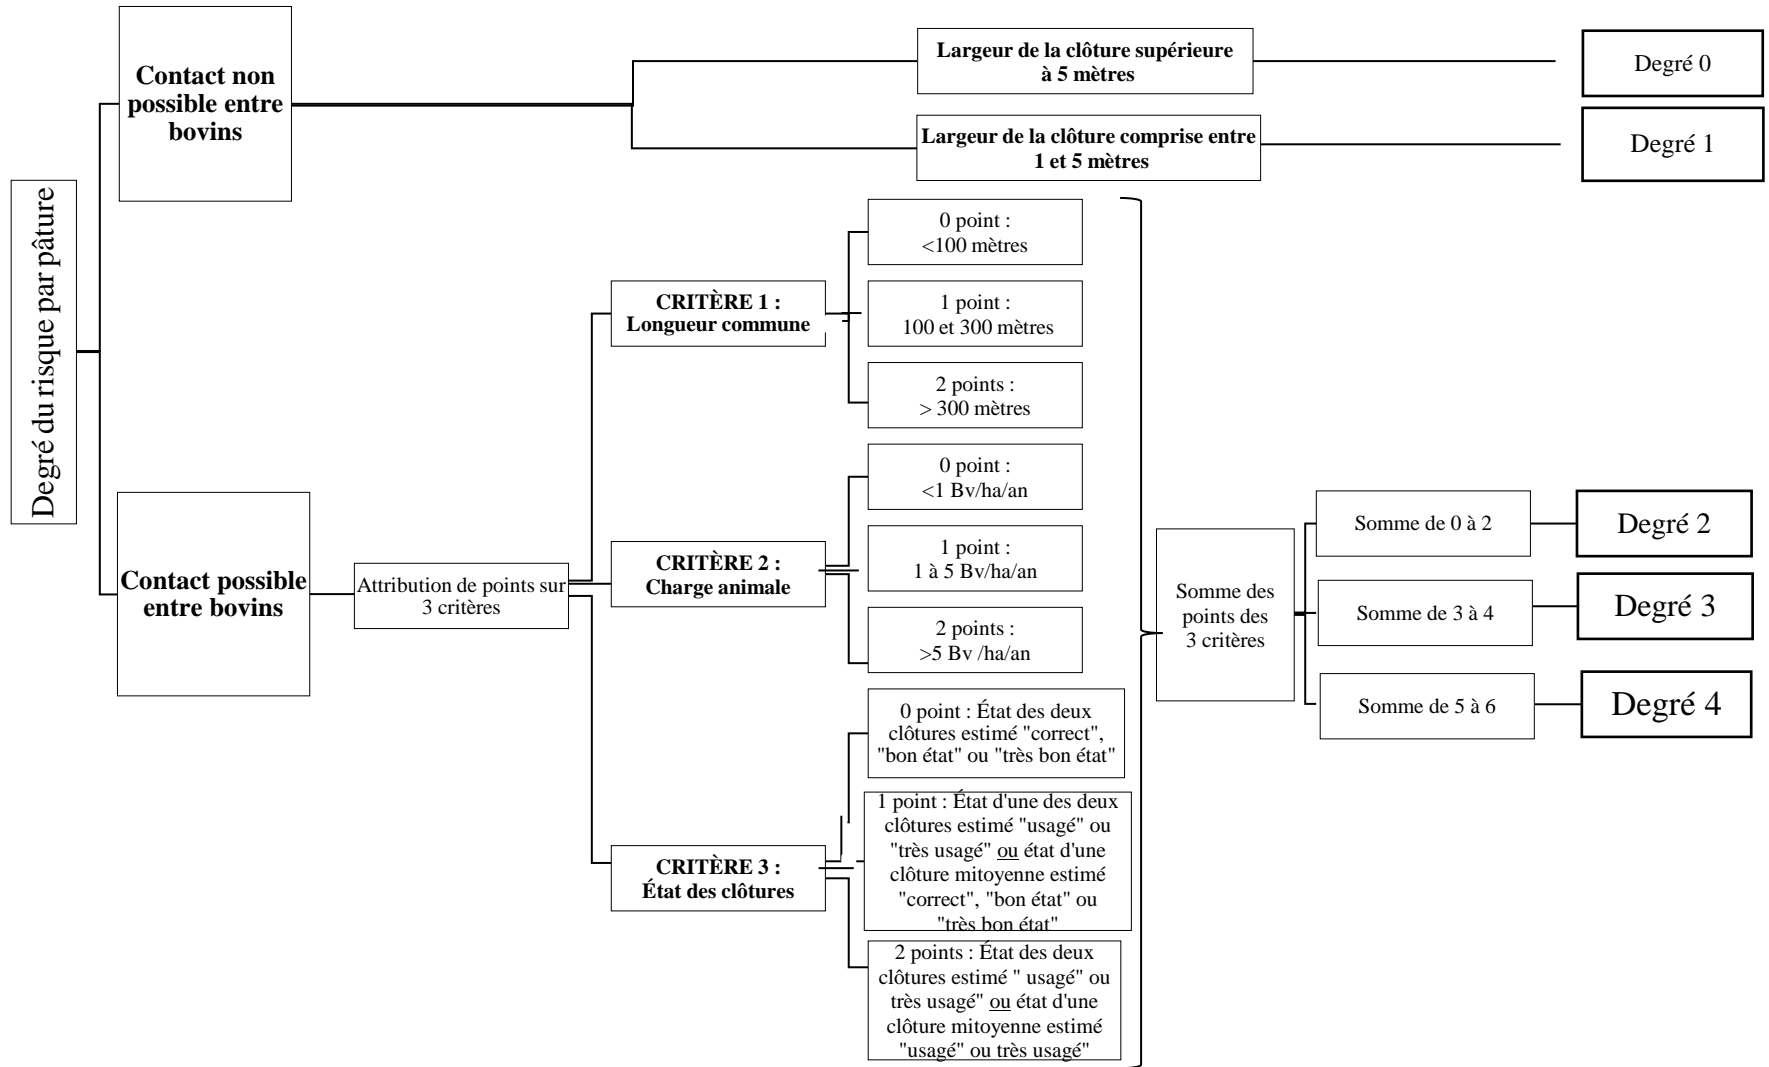 Degré du risque par pâture
Contact non
possible entre
bovins
Largeur de la clôture supérieure
à 5 mètres
Degré 0
Largeur de la clôture comprise entre
1 et 5 mètres
Degré 1
Contact possible
entre bovins
Attribution de points sur
3 critères
CRITÈRE 1 :
Longueur commune
0 point :
<100 mètres
1 point :
100 et 300 mètres
2 points :
> 300 mètres
CRITÈRE 2 :
Charge animale
0 point :
<1 Bv/ha/an
1 point :
1 à 5 Bv/ha/an
2 points :
>5 Bv /ha/an
CRITÈRE 3 :
État des clôtures
0 point : État des deux
clôtures estimé "correct",
"bon état" ou "très bon état"
1 point : État d'une des deux
clôtures estimé "usagé" ou
"très usagé" ou état d'une
clôture mitoyenne estimé
"correct", "bon état" ou
"très bon état"
2 points : État des deux
clôtures estimé " usagé" ou
très usagé" ou état d'une
clôture mitoyenne estimé
"usagé" ou très usagé"
Somme des
points des
3 critères
Somme de 0 à 2
Degré 2
Somme de 3 à 4
Degré 3
Somme de 5 à 6
Degré 4